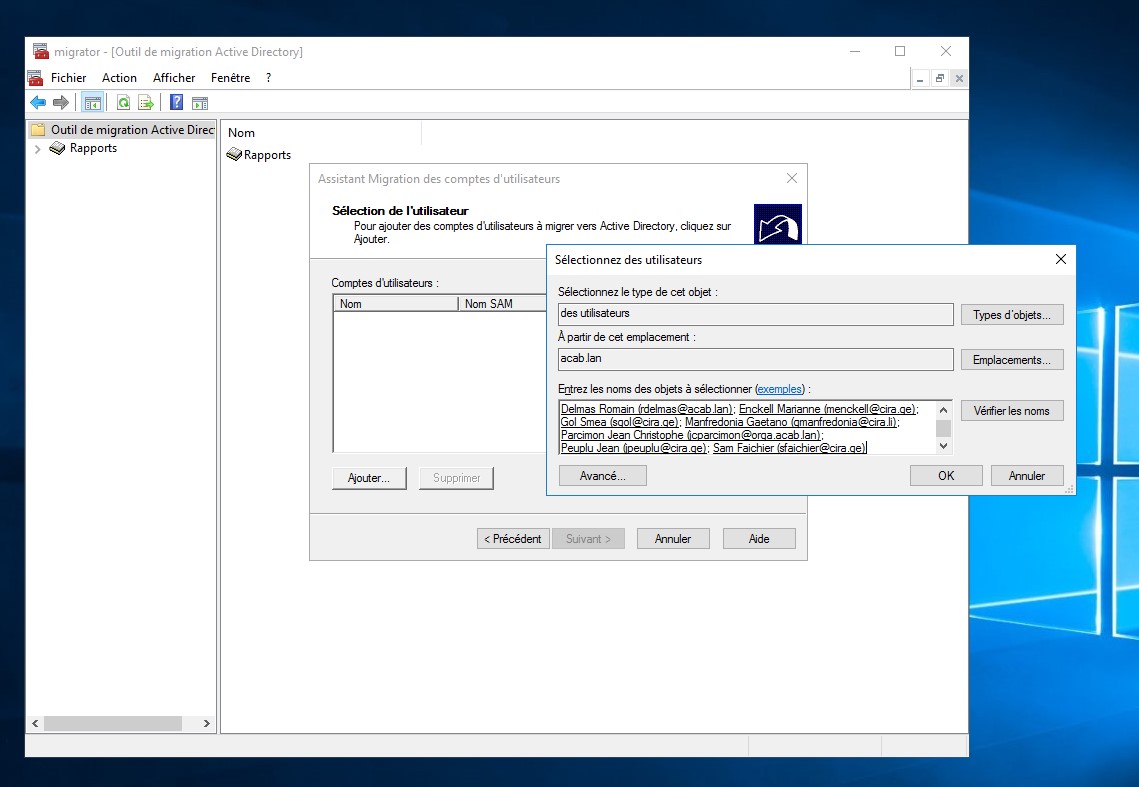 migrator - [Outil de migration Active Directory]
Fichier Action Afficher Fenêtre ?
Outil de migration Active Direc
Rapports
Nom
Rapports
Assistant Migration des comptes d'utilisateurs
Sélection de l'utilisateur
Pour ajouter des comptes d'utilisateurs à migrer vers Active Directory, cliquez sur
Ajouter.
Comptes d'utilisateurs :
Nom Nom SAM
Ajouter... Supprimer
< Précédent Suivant > Annuler Aide
Sélectionnez des utilisateurs
Sélectionnez le type de cet objet :
des utilisateurs Types d'objets...
À partir de cet emplacement :
acab.lan Emplacements...
Entrez les noms des objets à sélectionner (exemples) :
Delmas Romain (rdelmas@acab.lan); Enckell Marianne (menckell@cira.ge);
Gol Smea (sgol@cira.ge); Manfredonia Gaetano (gmanfredonia@cira.li);
Parcimon Jean Christophe (jcparcimon@orga.acab.lan);
Peuplu Jean (jpeuplu@cira.ge); Sam Faichier (sfaichier@cira.ge)
Vérifier les noms
Avancé... OK Annuler